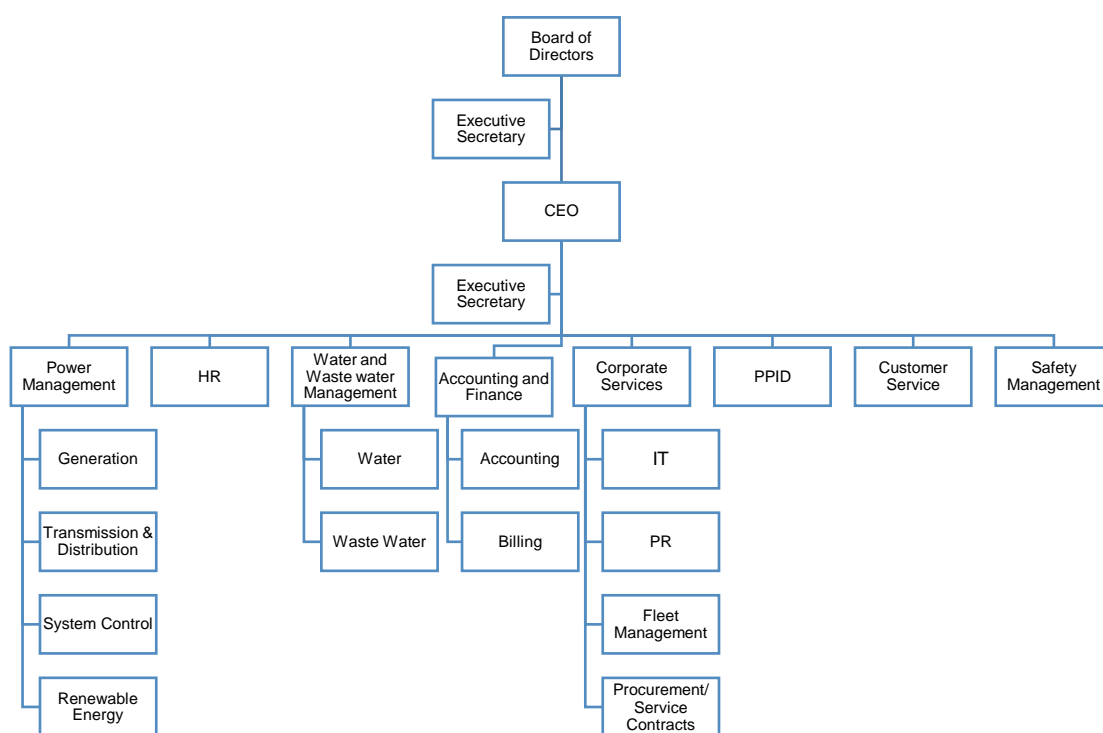 Board of
Directors
Executive
Secretary
CEO
Executive
Secretary
Power
Management
HR
Water and
Waste water
Management
Accounting and
Finance
Corporate
Services
PPID
Customer
Service
Safety
Management
Generation
Transmission &
Distribution
System Control
Renewable
Energy
Water
Waste Water
Accounting
Billing
IT
PR
Fleet
Management
Procurement/
Service
Contracts